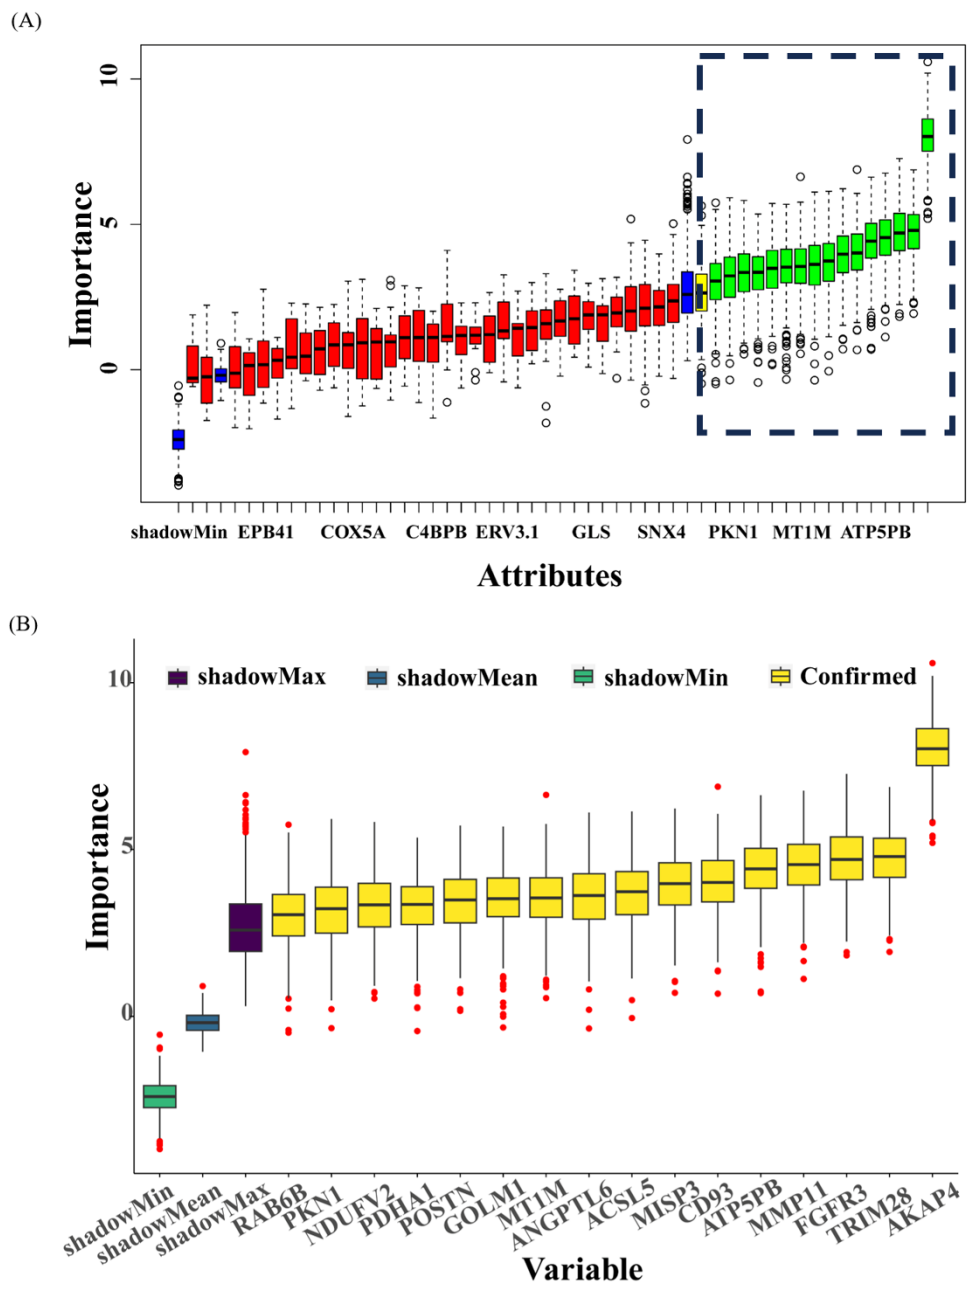 (A)
10
5
0
Importance
shadowMin EPB41 COX5A C4BPB ERV3.1 GLS SNX4 PKN1 MT1M ATP5PB
Attributes
(B)
shadowMax shadowMean shadowMin Confirmed
10
5
0
Importance
shadowMin shadowMean shadowMax RAB6B PKN1 NDUFV2 PDHA1 POSTN GOLM1 MT1M ANGPTL6 ACSL5 MISP3 CD93 ATP5PB MMP11 FGFR3 TRIM28 AKAP4
Variable